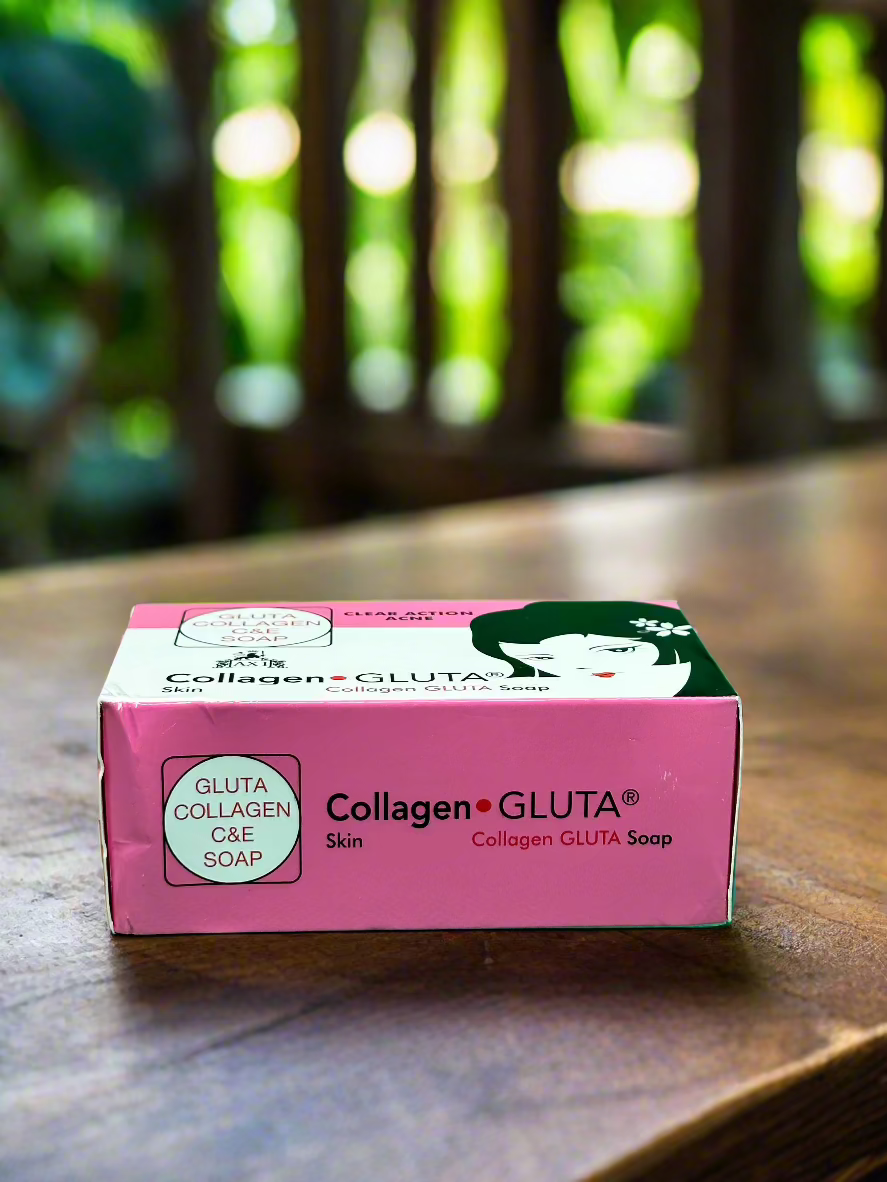 GLUTA
COLLAGEN
C&E
SOAP
CLEAR ACTION
ACNE
Collagen•GLUTA®
Skin Collagen GLUTA Soap
GLUTA
COLLAGEN
C&E
SOAP
Collagen•GLUTA®
Skin Collagen GLUTA Soap